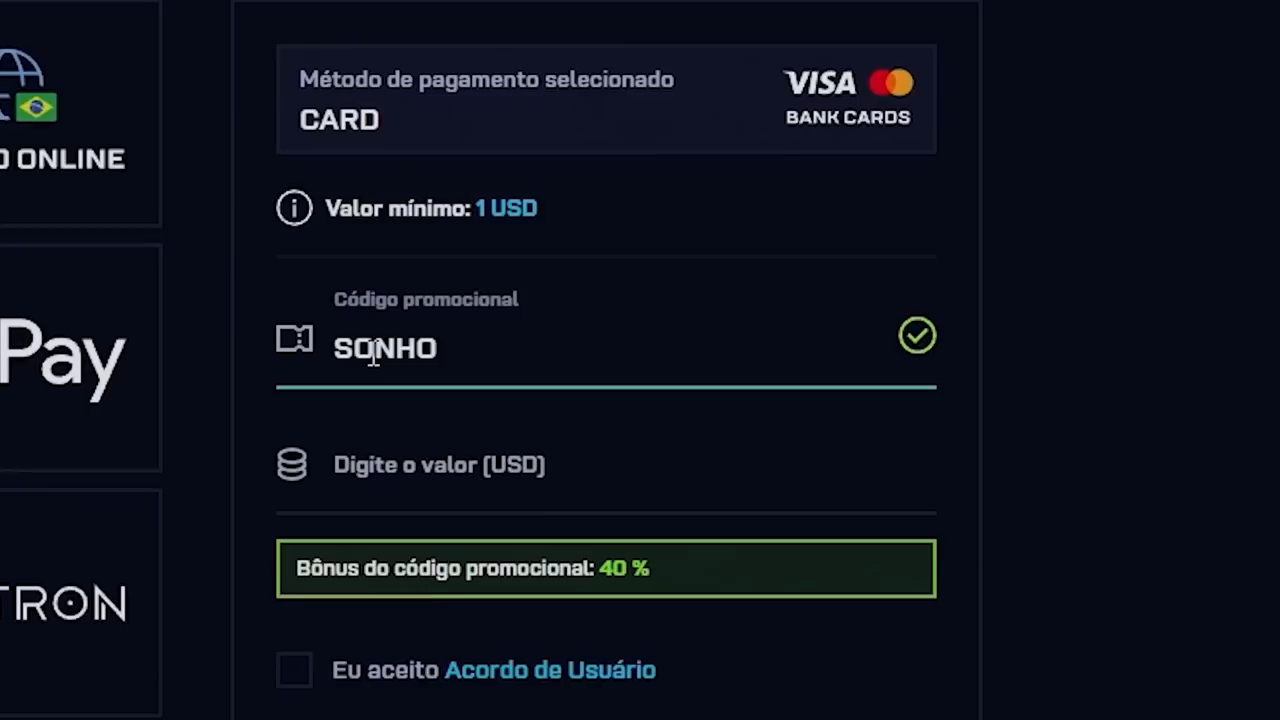 Método de pagamento selecionado
CARD
VISA
BANK CARDS
ONLINE
Valor mínimo: 1 USD
Código promocional
SONHO
Pay
Digite o valor (USD)
Bônus do código promocional: 40 %
TRON
Eu aceito Acordo de Usuário